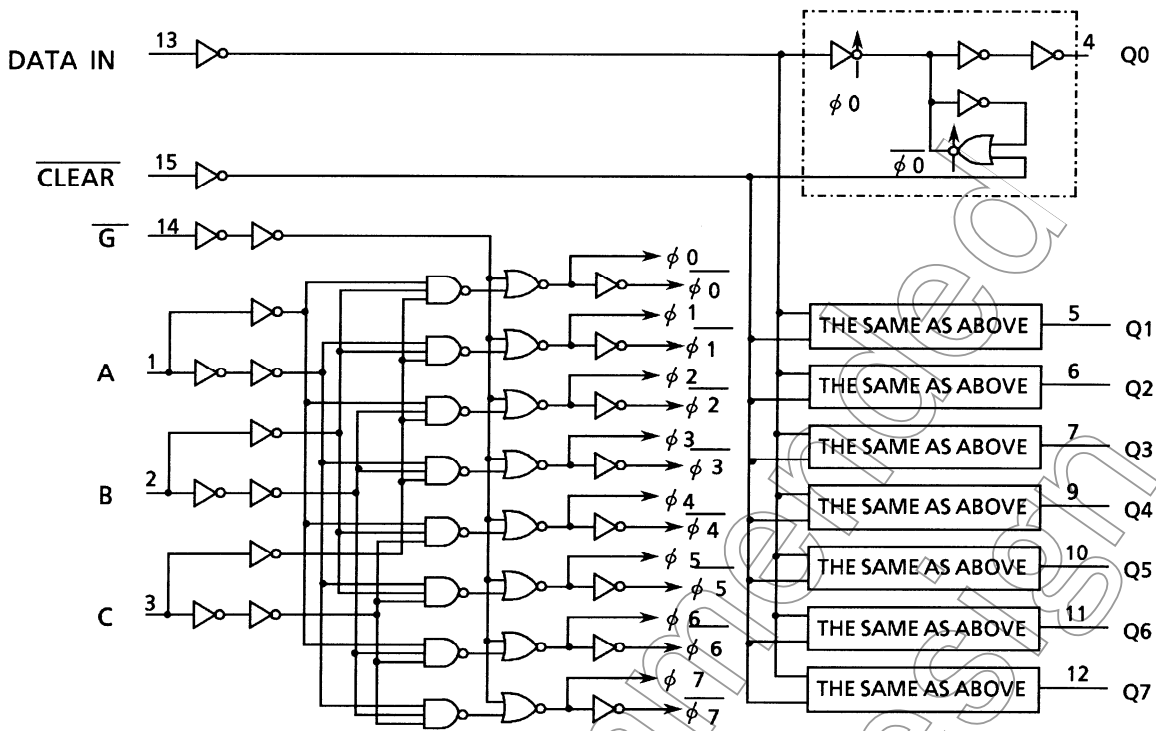 DATA IN 13
4 Q0
ϕ 0
C̅L̅E̅A̅R̅ 15
ϕ̅ ̅0̅
G̅ 14
ϕ 0
ϕ̅ ̅0̅
ϕ 1
ϕ̅ ̅1̅
ϕ 2
ϕ̅ ̅2̅
ϕ 3
ϕ̅ ̅3̅
ϕ 4
ϕ̅ ̅4̅
ϕ 5
ϕ̅ ̅5̅
ϕ 6
ϕ̅ ̅6̅
ϕ 7
ϕ̅ ̅7̅
A 1
B 2
C 3
THE SAME AS ABOVE 5 Q1
THE SAME AS ABOVE 6 Q2
THE SAME AS ABOVE 7 Q3
THE SAME AS ABOVE 9 Q4
THE SAME AS ABOVE 10 Q5
THE SAME AS ABOVE 11 Q6
THE SAME AS ABOVE 12 Q7